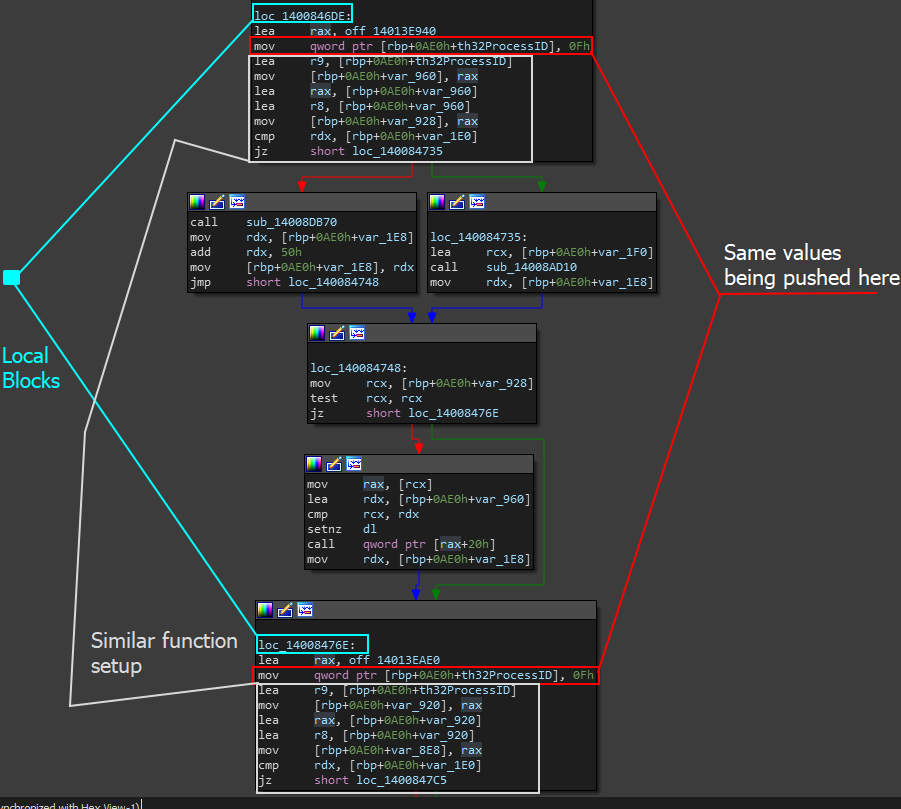 loc_1400846DE:
lea rax, off_14013E940
mov qword ptr [rbp+0AE0h+th32ProcessID], 0Fh
lea r9, [rbp+0AE0h+th32ProcessID]
mov [rbp+0AE0h+var_960], rax
lea rax, [rbp+0AE0h+var_960]
lea r8, [rbp+0AE0h+var_960]
mov [rbp+0AE0h+var_928], rax
cmp rdx, [rbp+0AE0h+var_1E0]
jz short loc_140084735
call sub_14008DB70
mov rdx, [rbp+0AE0h+var_1E8]
add rdx, 50h
mov [rbp+0AE0h+var_1E8], rdx
jmp short loc_140084748
loc_140084735:
lea rcx, [rbp+0AE0h+var_1F0]
call sub_14008AD10
mov rdx, [rbp+0AE0h+var_1E8]
Same values
being pushed here
Local
Blocks
loc_140084748:
mov rcx, [rbp+0AE0h+var_928]
test rcx, rcx
jz short loc_14008476E
mov rax, [rcx]
lea rdx, [rbp+0AE0h+var_960]
cmp rcx, rdx
setnz dl
call qword ptr [rax+20h]
mov rdx, [rbp+0AE0h+var_1E8]
Similar function
setup
loc_14008476E:
lea rax, off_14013EAE0
mov qword ptr [rbp+0AE0h+th32ProcessID], 0Fh
lea r9, [rbp+0AE0h+th32ProcessID]
mov [rbp+0AE0h+var_920], rax
lea rax, [rbp+0AE0h+var_920]
lea r8, [rbp+0AE0h+var_920]
mov [rbp+0AE0h+var_8E8], rax
cmp rdx, [rbp+0AE0h+var_1E0]
jz short loc_1400847C5
ynchronized with Hex View-1)